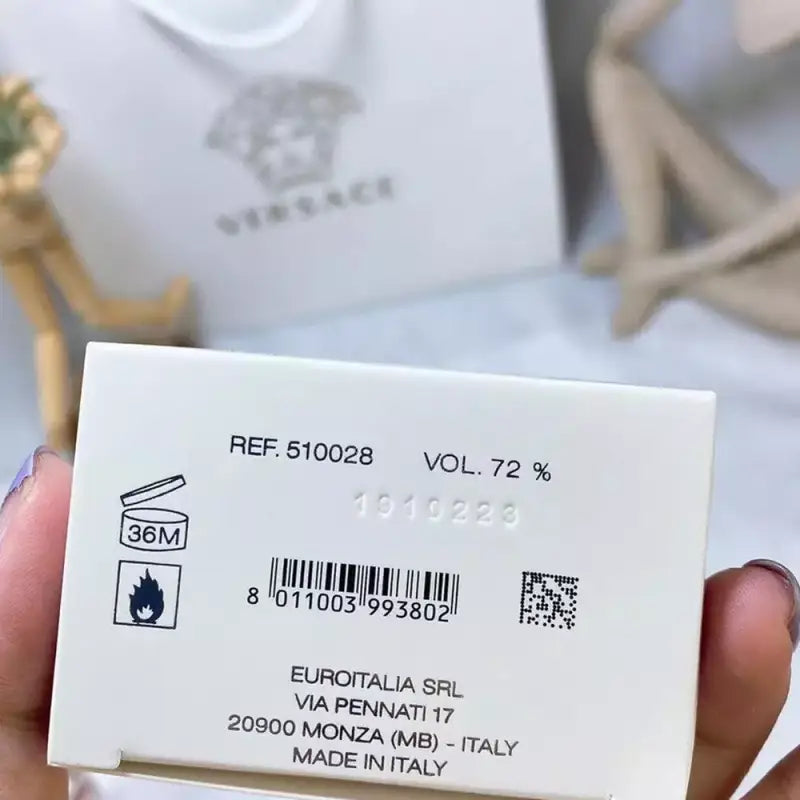 VERSACE
REF. 510028 VOL. 72 %
1910223
36M
8 011003 993802
EUROITALIA SRL
VIA PENNATI 17
20900 MONZA (MB) - ITALY
MADE IN ITALY